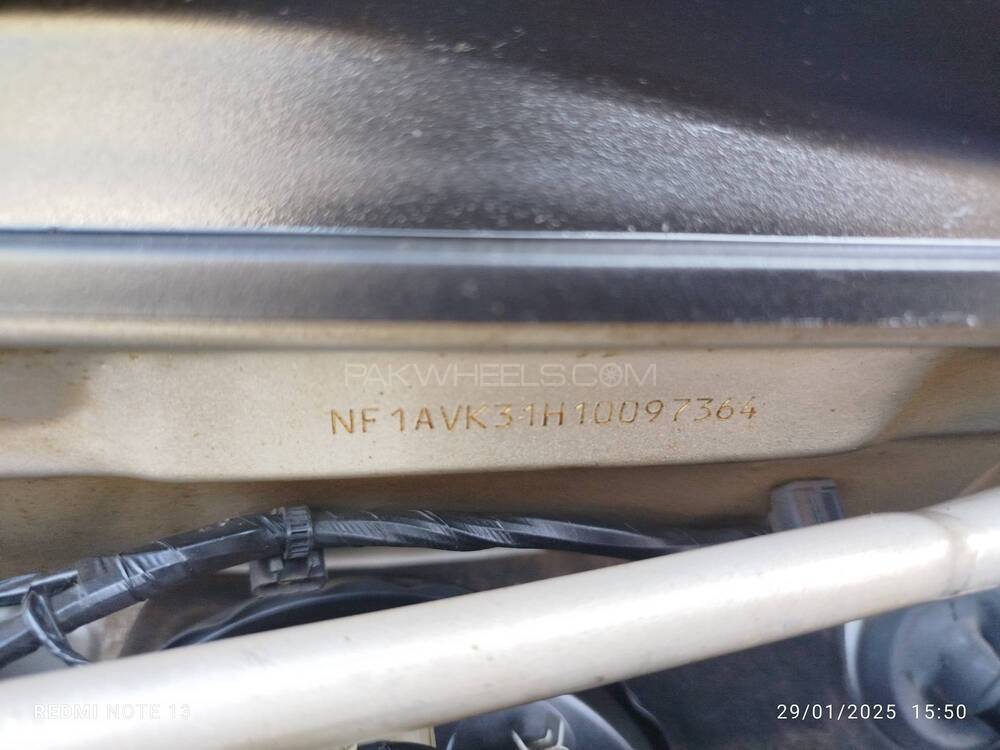 PAKWHEELS.COM
NF1AVK31H10097364
REDMI NOTE 13
29/01/2025 15:50